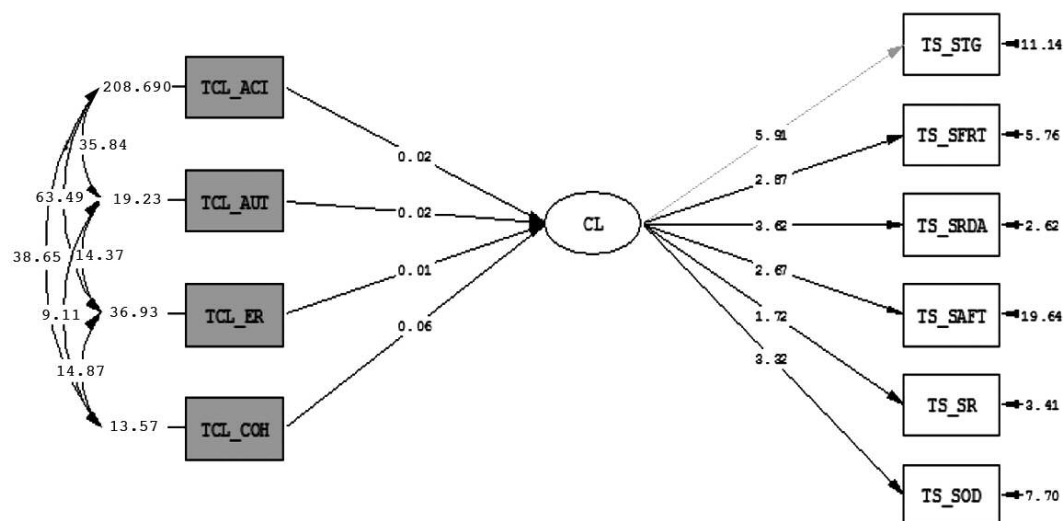 TS_STG
11.14
208.690
TCL_ACI
35.84
5.91
TS_SFRT
5.76
0.02
2.87
63.49
19.23
TCL_AUT
0.02
CL
3.62
TS_SRDA
2.62
38.65
14.37
0.01
2.67
9.11
36.93
TCL_ER
0.06
1.72
TS_SAFT
19.64
14.87
3.32
13.57
TCL_COH
TS_SR
3.41
TS_SOD
7.70